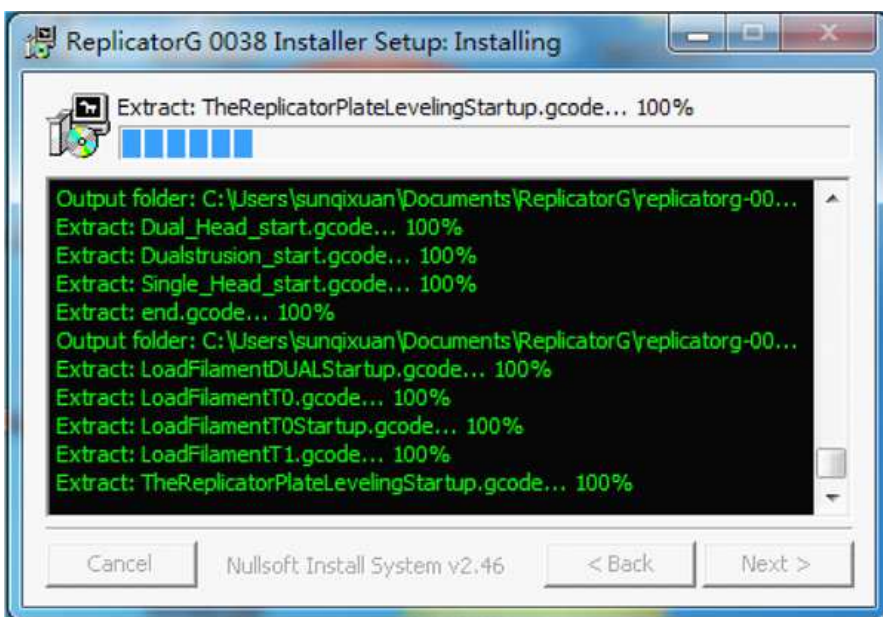 ReplicatorG 0038 Installer Setup: Installing
Extract: TheReplicatorPlateLevelingStartup.gcode... 100%
Output folder: C:\Users\sunqixuan\Documents\ReplicatorG\replicatorg-00...
Extract: Dual_Head_start.gcode... 100%
Extract: Dualstrusion_start.gcode... 100%
Extract: Single_Head_start.gcode... 100%
Extract: end.gcode... 100%
Output folder: C:\Users\sunqixuan\Documents\ReplicatorG\replicatorg-00...
Extract: LoadFilamentDUALStartup.gcode... 100%
Extract: LoadFilamentT0.gcode... 100%
Extract: LoadFilamentT0Startup.gcode... 100%
Extract: LoadFilamentT1.gcode... 100%
Extract: TheReplicatorPlateLevelingStartup.gcode... 100%
Cancel Nullsoft Install System v2.46 < Back Next >